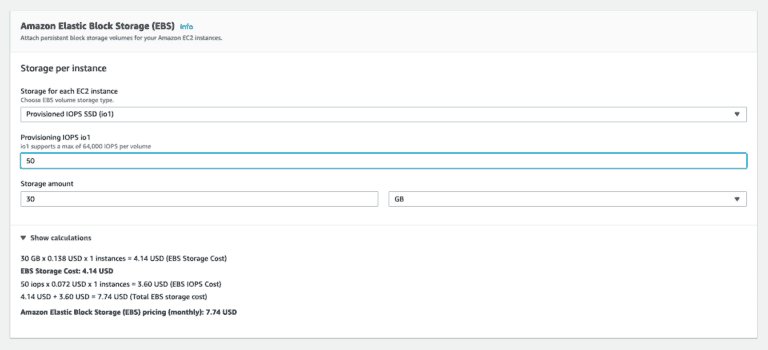 Amazon Elastic Block Storage (EBS) Info
Attach persistent block storage volumes for your Amazon EC2 instances.
Storage per instance
Storage for each EC2 instance
Choose EBS volume storage type.
Provisioned IOPS SSD (io1)
Provisioning IOPS io1
io1 supports a max of 64,000 IOPS per volume
50
Storage amount
30 GB
Show calculations
30 GB x 0.138 USD x 1 instances = 4.14 USD (EBS Storage Cost)
EBS Storage Cost: 4.14 USD
50 iops x 0.072 USD x 1 instances = 3.60 USD (EBS IOPS Cost)
4.14 USD + 3.60 USD = 7.74 USD (Total EBS storage cost)
Amazon Elastic Block Storage (EBS) pricing (monthly): 7.74 USD